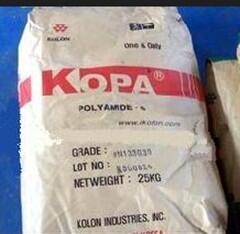 KOLON
One & Only
KOPA®
POLYAMIDE - 6
www.ikolon.com
GRADE :
LOT NO :
NETWEIGHT : 25KG
KOLON INDUSTRIES, INC.